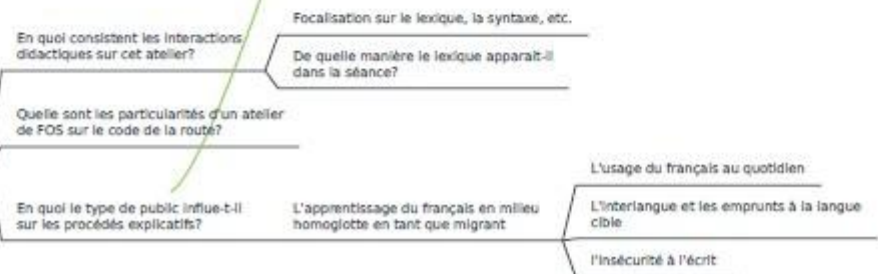 Focalisation sur le lexique, la syntaxe, etc.
En quoi consistent les interactions
didactiques sur cet atelier?
De quelle manière le lexique apparaît-il
dans la séance?
Quelle sont les particularités d'un atelier
de FOS sur le code de la route?
En quoi le type de public influe-t-il
sur les procédés explicatifs?
L'apprentissage du français en milieu
homoglotte en tant que migrant
L'usage du français au quotidien
L'interlangue et les emprunts à la langue
cible
l'insécurité à l'écrit